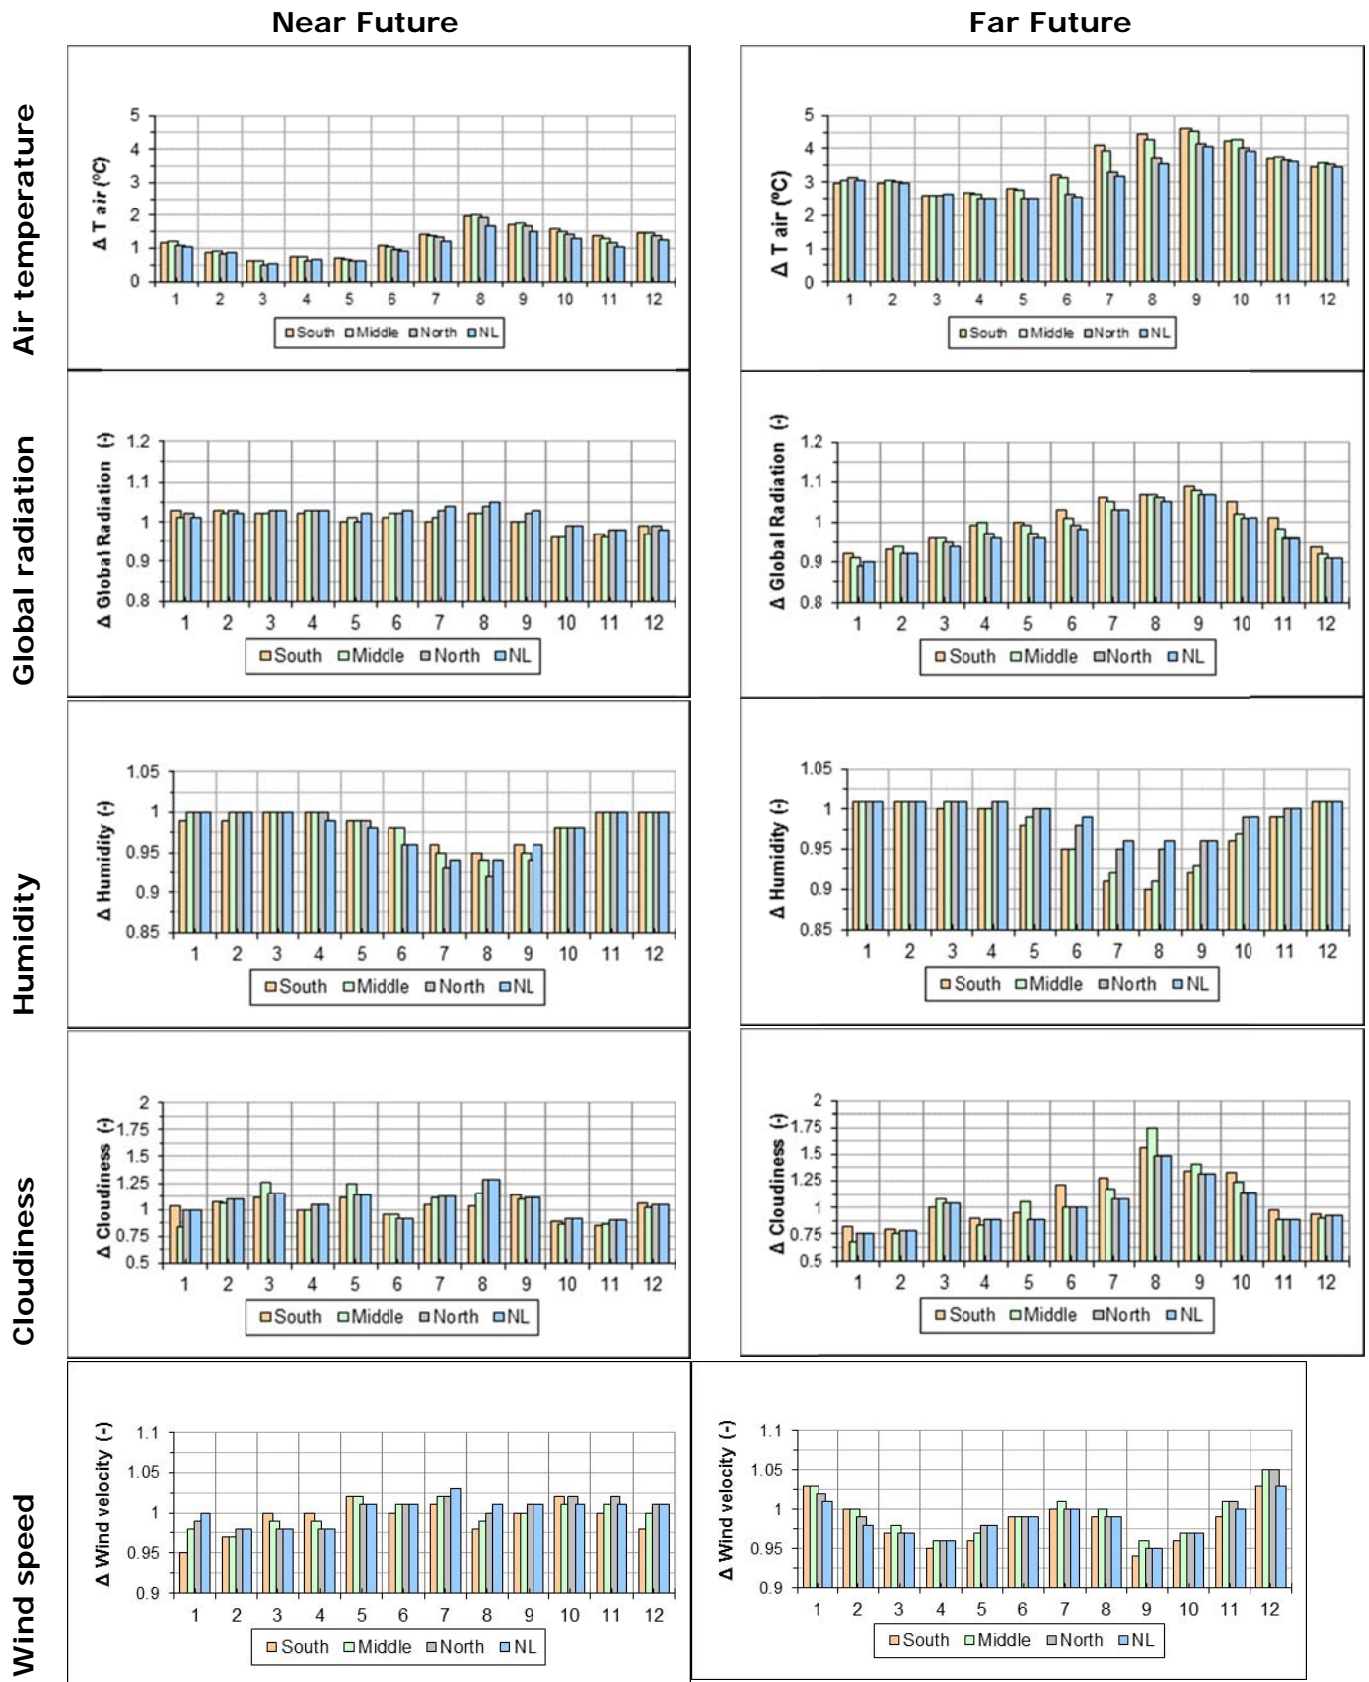 Near Future
Far Future
Air temperature
Δ T air (ºC)
5
4
3
2
1
0
1 2 3 4 5 6 7 8 9 10 11 12
South Middle North NL
Δ T air (ºC)
5
4
3
2
1
0
1 2 3 4 5 6 7 8 9 10 11 12
South Middle North NL
Global radiation
Δ Global Radiation (-)
1.2
1.1
1
0.9
0.8
1 2 3 4 5 6 7 8 9 10 11 12
South Middle North NL
Δ Global Radiation (-)
1.2
1.1
1
0.9
0.8
1 2 3 4 5 6 7 8 9 10 11 12
South Middle North NL
Humidity
Δ Humidity (-)
1.05
1
0.95
0.9
0.85
1 2 3 4 5 6 7 8 9 10 11 12
South Middle North NL
Δ Humidity (-)
1.05
1
0.95
0.9
0.85
1 2 3 4 5 6 7 8 9 10 11 12
South Middle North NL
Cloudiness
Δ Cloudiness (-)
2
1.75
1.5
1.25
1
0.75
0.5
1 2 3 4 5 6 7 8 9 10 11 12
South Middle North NL
Δ Cloudiness (-)
2
1.75
1.5
1.25
1
0.75
0.5
1 2 3 4 5 6 7 8 9 10 11 12
South Middle North NL
Wind speed
Δ Wind velocity (-)
1.1
1.05
1
0.95
0.9
1 2 3 4 5 6 7 8 9 10 11 12
South Middle North NL
Δ Wind velocity (-)
1.1
1.05
1
0.95
0.9
1 2 3 4 5 6 7 8 9 10 11 12
South Middle North NL